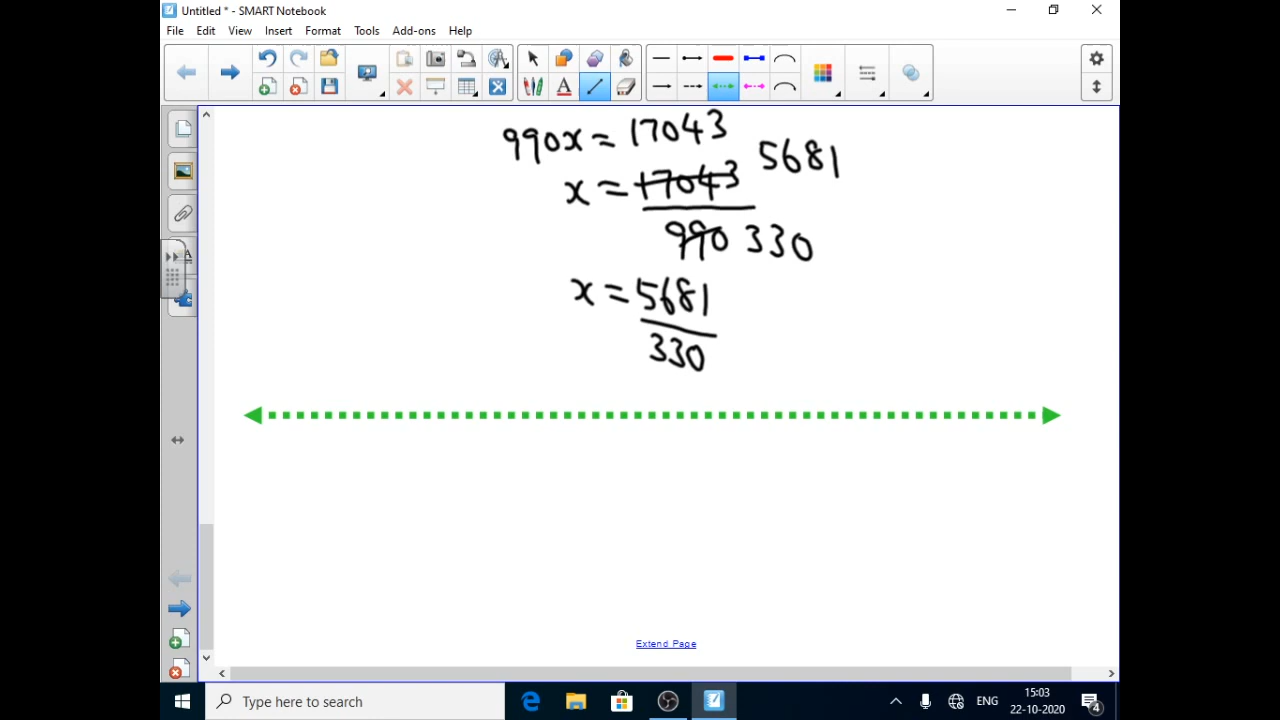 Untitled * - SMART Notebook
File Edit View Insert Format Tools Add-ons Help
990x = 17043
x = 17043 5681
990 330
x = 5681
330
Extend Page
Type here to search
ENG
15:03
22-10-2020
4